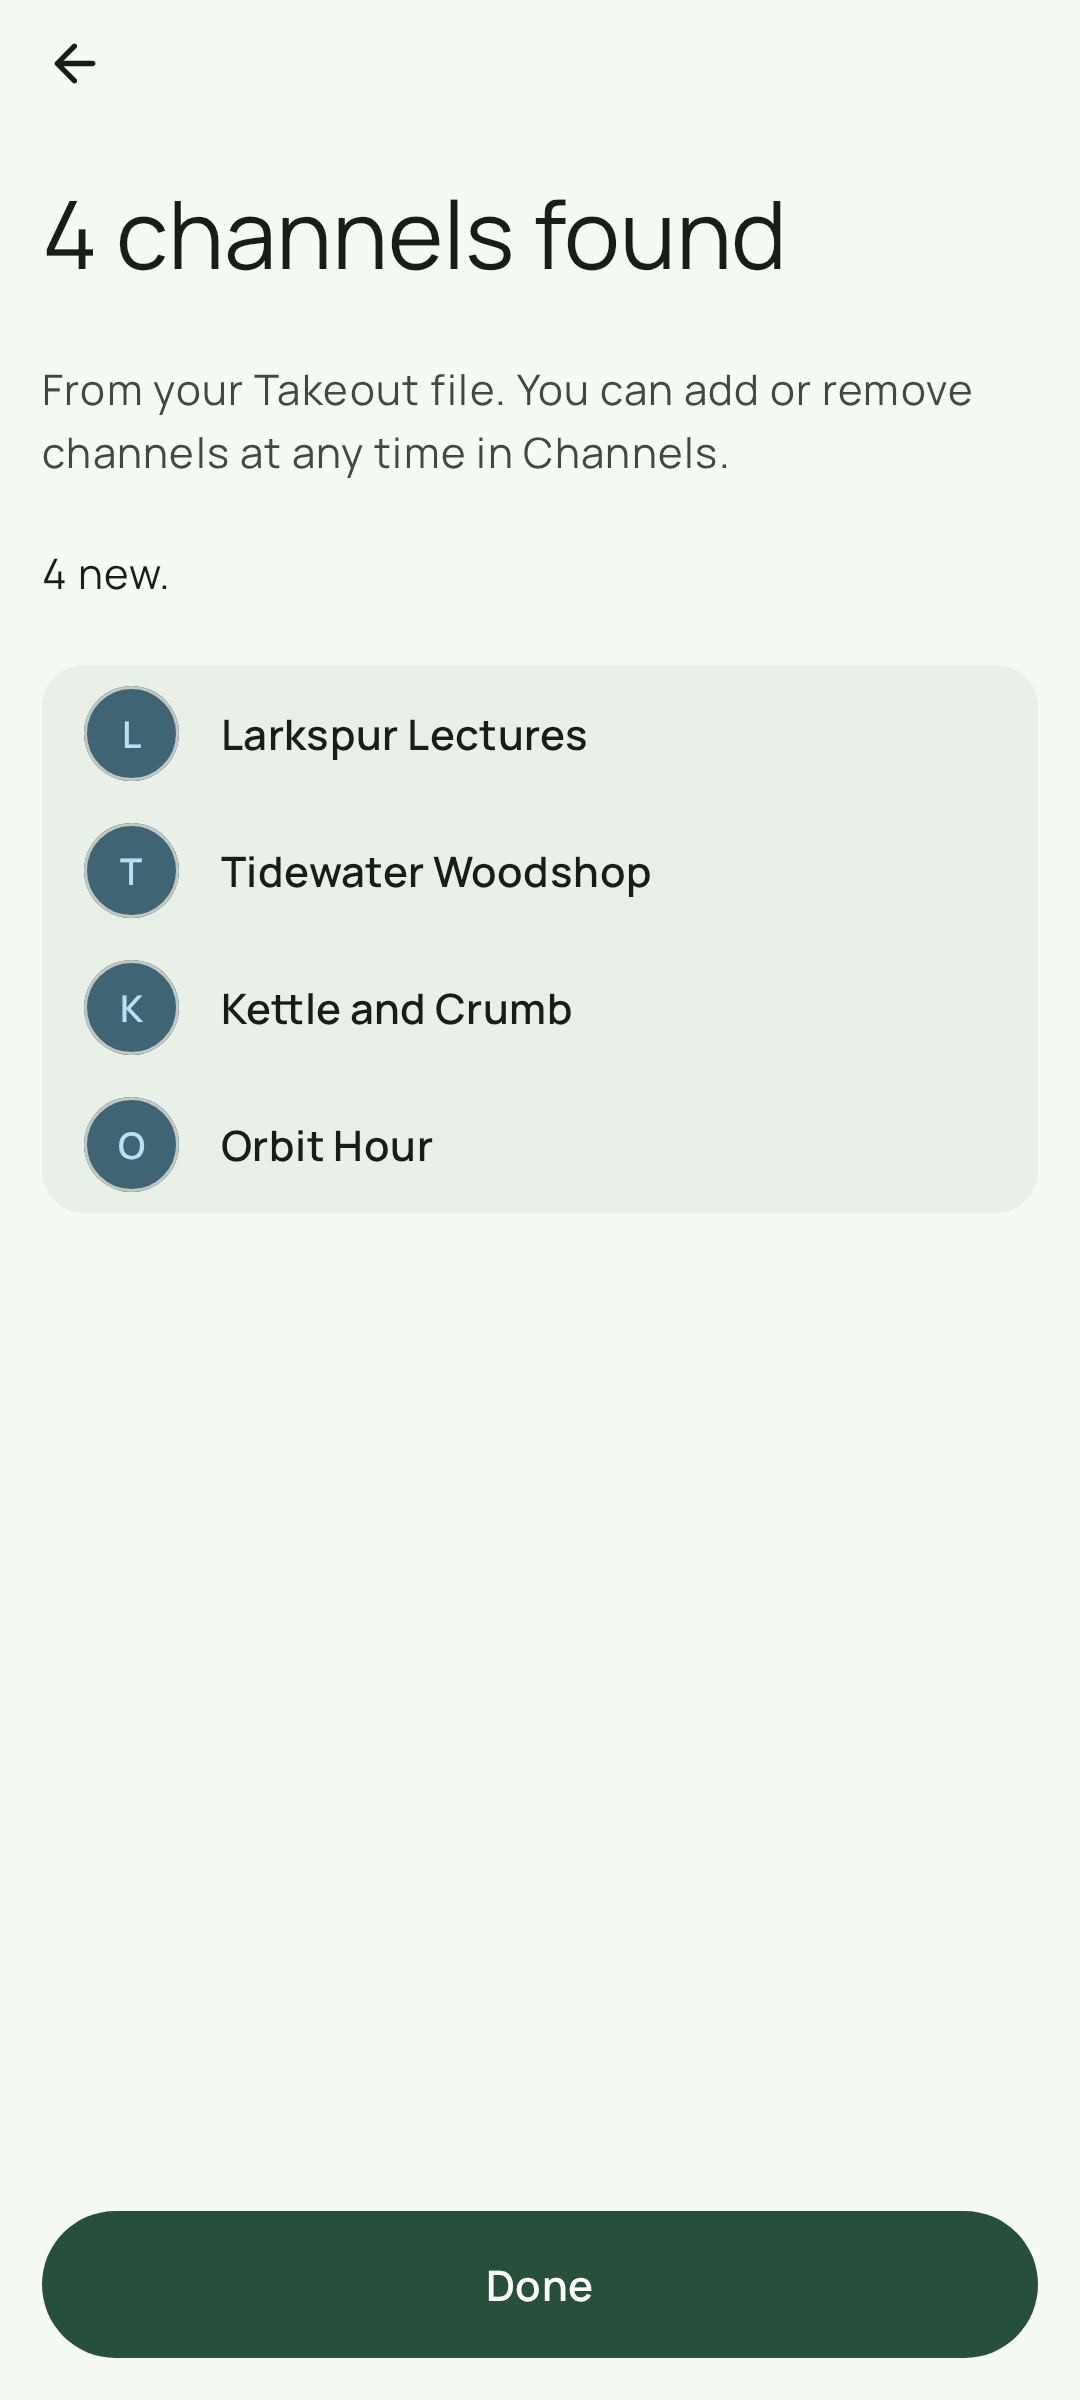 4 channels found
From your Takeout file. You can add or remove
channels at any time in Channels.
4 new.
L Larkspur Lectures
T Tidewater Woodshop
K Kettle and Crumb
O Orbit Hour
Done